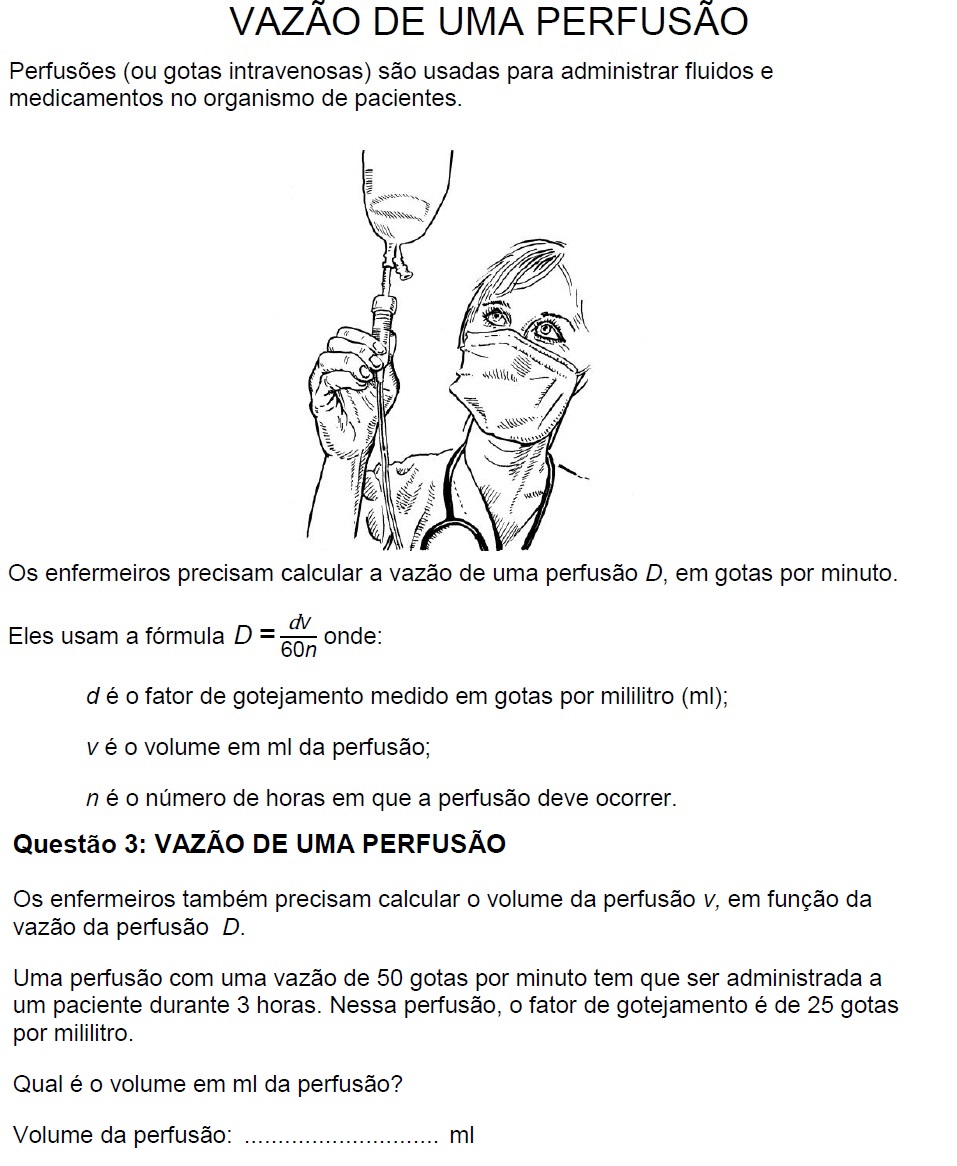 VAZÃO DE UMA PERFUSÃO
Perfusões (ou gotas intravenosas) são usadas para administrar fluidos e
medicamentos no organismo de pacientes.
Os enfermeiros precisam calcular a vazão de uma perfusão D, em gotas por minuto.
Eles usam a fórmula D = dv/60n onde:
d é o fator de gotejamento medido em gotas por mililitro (ml);
v é o volume em ml da perfusão;
n é o número de horas em que a perfusão deve ocorrer.
Questão 3: VAZÃO DE UMA PERFUSÃO
Os enfermeiros também precisam calcular o volume da perfusão v, em função da
vazão da perfusão D.
Uma perfusão com uma vazão de 50 gotas por minuto tem que ser administrada a
um paciente durante 3 horas. Nessa perfusão, o fator de gotejamento é de 25 gotas
por mililitro.
Qual é o volume em ml da perfusão?
Volume da perfusão: ............................. ml